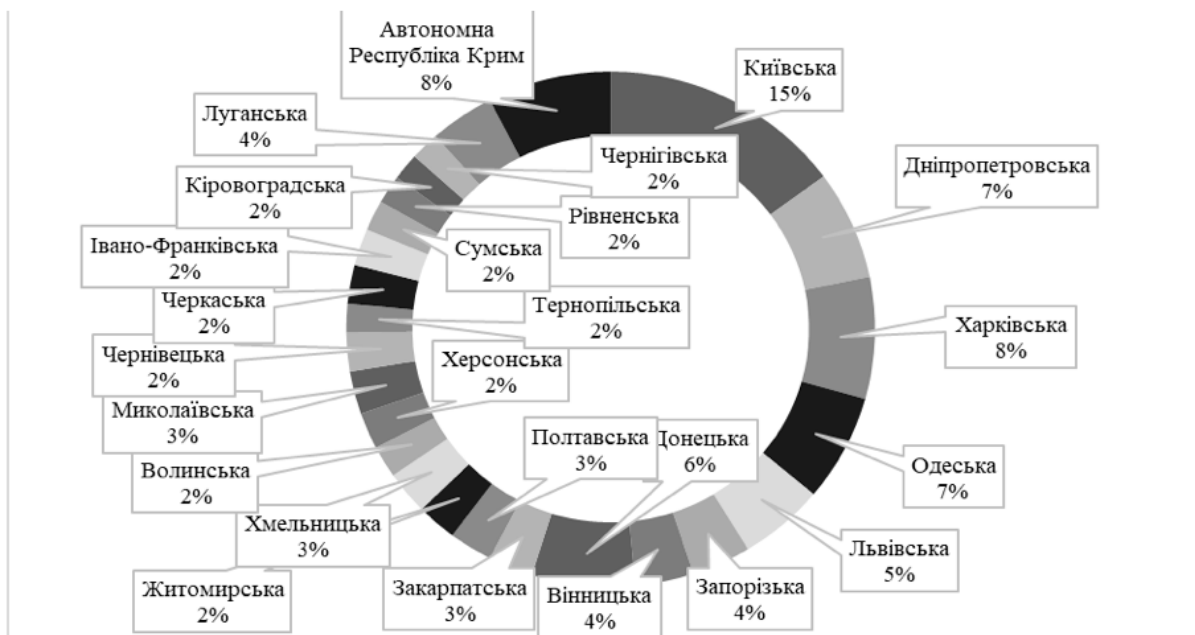 Автономна
Республіка Крим
8%
Київська
15%
Луганська
4%
Чернігівська
2%
Дніпропетровська
7%
Кіровоградська
2%
Рівненська
2%
Івано-Франківська
2%
Сумська
2%
Черкаська
2%
Тернопільська
2%
Харківська
8%
Чернівецька
2%
Херсонська
2%
Миколаївська
3%
Полтавська
3%
Донецька
6%
Волинська
2%
Одеська
7%
Хмельницька
3%
Львівська
5%
Житомирська
2%
Закарпатська
3%
Вінницька
4%
Запорізька
4%